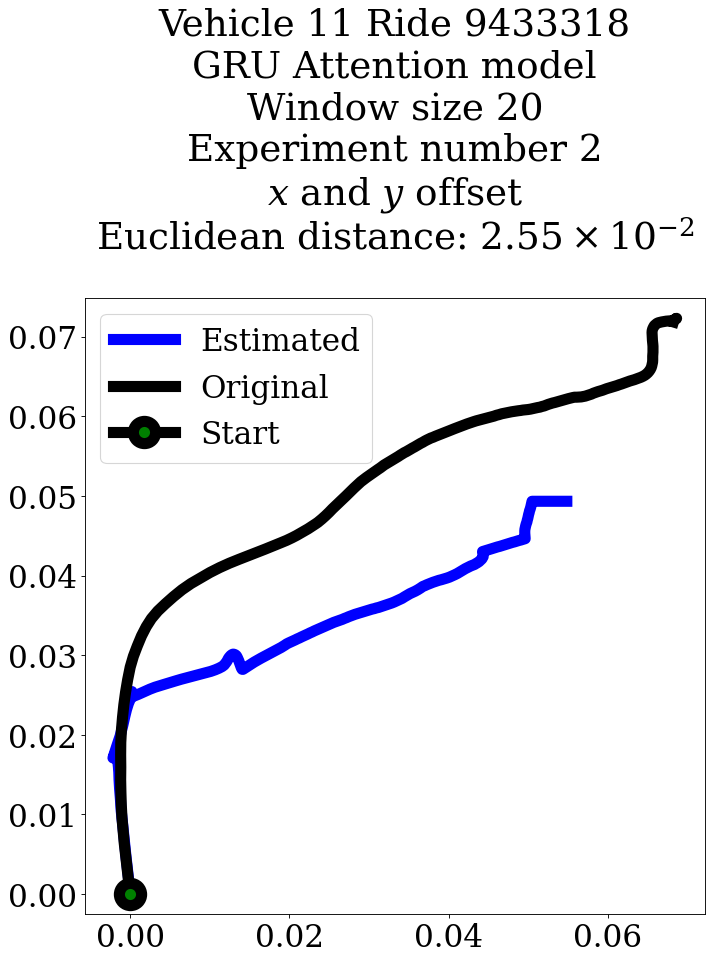 Vehicle 11 Ride 9433318
GRU Attention model
Window size 20
Experiment number 2
x and y offset
Euclidean distance: 2.55 × 10⁻²
Estimated
Original
Start
0.07
0.06
0.05
0.04
0.03
0.02
0.01
0.00
0.00 0.02 0.04 0.06